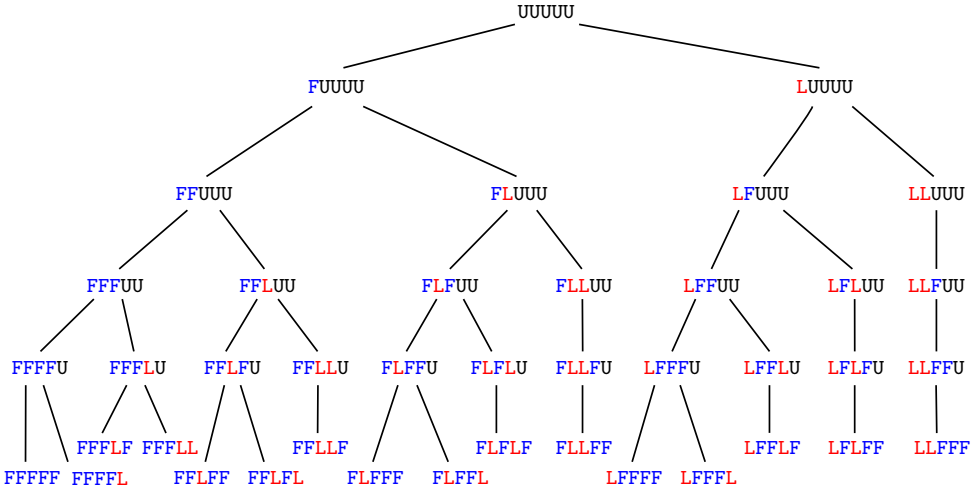 UUUUU
FUUUU LUUUU
FFUUU FLUUU LFUUU LLUUU
FFFUU FFLUU FLFUU FLLUU LFFUU LFLUU LLFUU
FFFFU FFFLU FFLFU FFLLU FLFFU FLFLU FLLFU LFFFU LFFLU LFLFU LLFFU
FFFLF FFFLL FFLLF FLFLF FLLFF LFFLF LFLFF LLFFF
FFFFF FFFFL FFLFF FFLFL FLFFF FLFFL LFFFF LFFFL